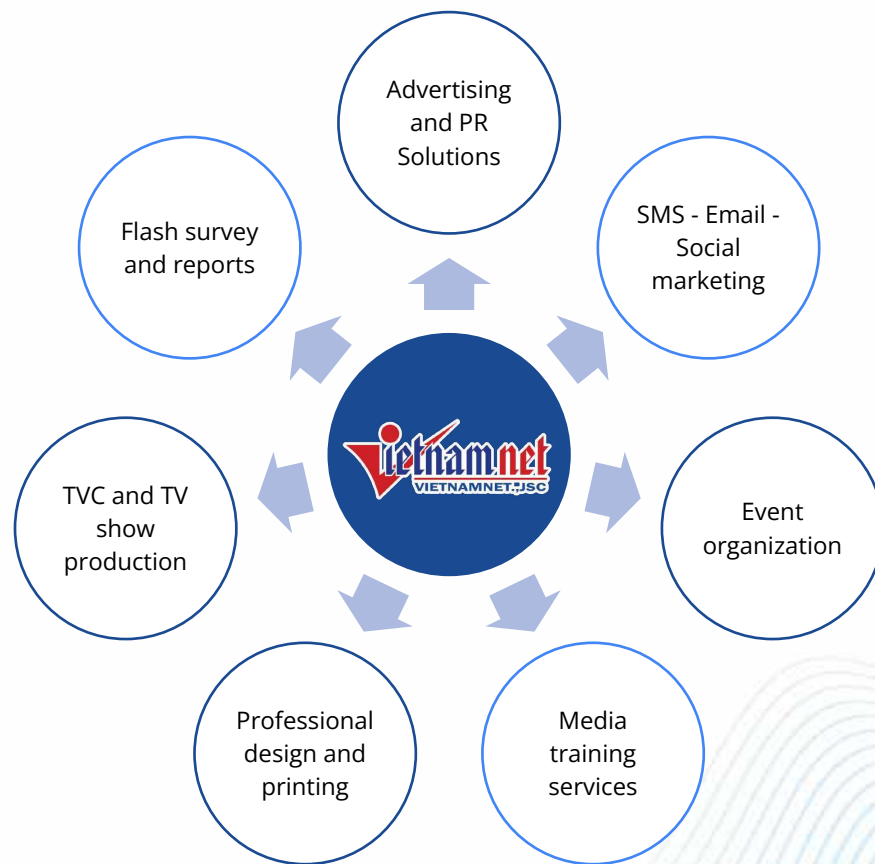 Advertising
and PR
Solutions
SMS - Email -
Social
marketing
Event
organization
Media
training
services
Professional
design and
printing
TVC and TV
show
production
Flash survey
and reports
vietnamnet
VIETNAMNET.,JSC